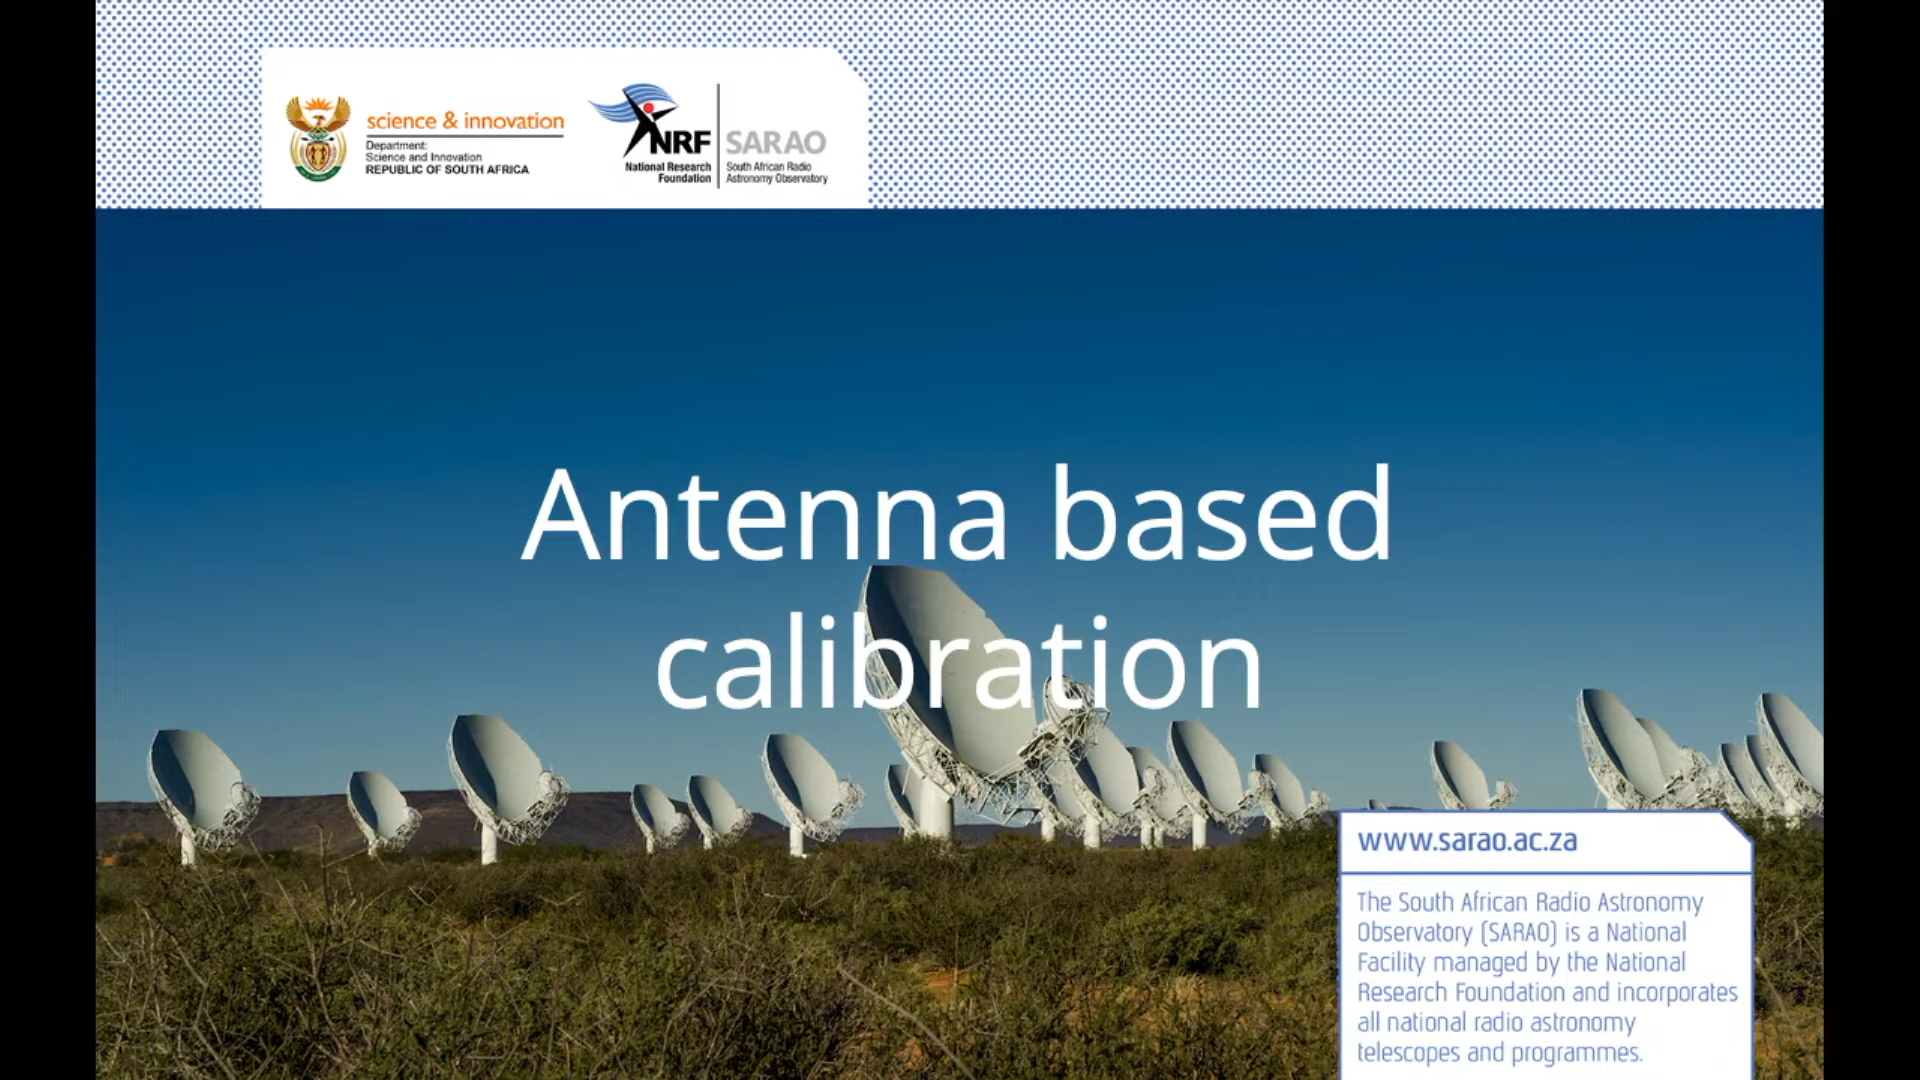 science & innovation
Department:
Science and Innovation
REPUBLIC OF SOUTH AFRICA
NRF
National Research
Foundation
SARAO
South African Radio
Astronomy Observatory
Antenna based
calibration
www.sarao.ac.za
The South African Radio Astronomy
Observatory (SARAO) is a National
Facility managed by the National
Research Foundation and incorporates
all national radio astronomy
telescopes and programmes.